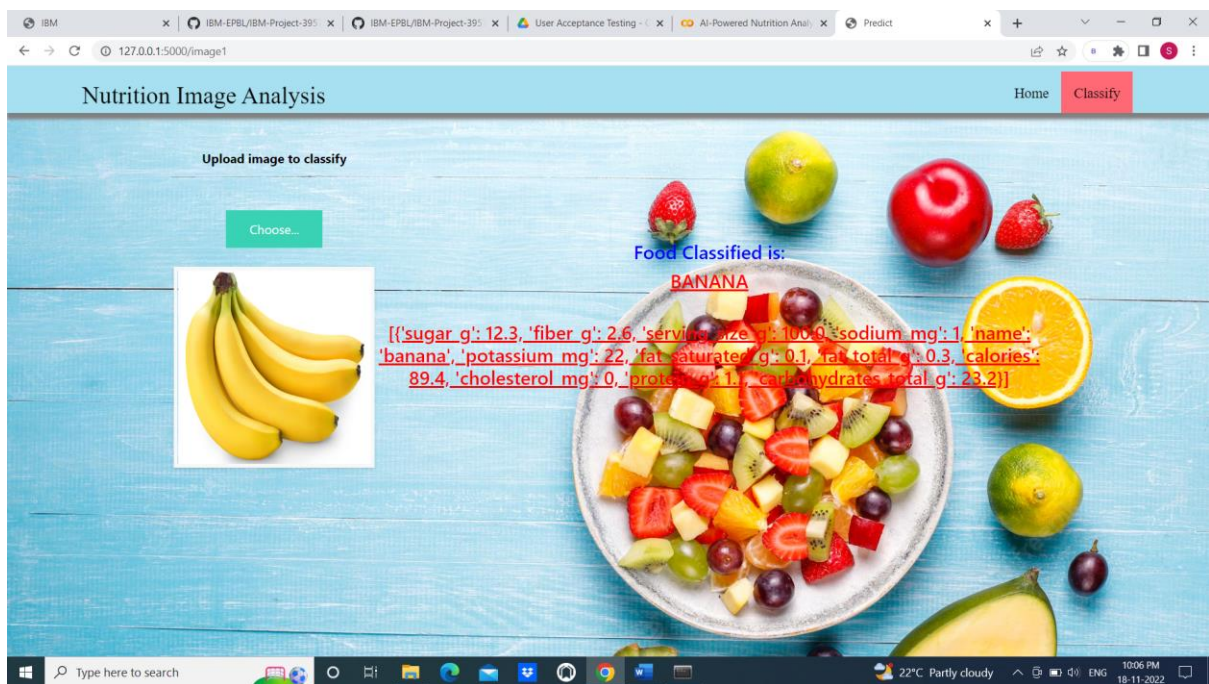 IBM
IBM-EPBL/IBM-Project-395
IBM-EPBL/IBM-Project-395
User Acceptance Testing -
AI-Powered Nutrition Analy
Predict
127.0.0.1:5000/image1
S
Nutrition Image Analysis
Home
Classify
Upload image to classify
Choose...
Food Classified is:
BANANA
[{'sugar_g': 12.3, 'fiber_g': 2.6, 'serving_size_g': 100.0, 'sodium_mg': 1, 'name':
'banana', 'potassium_mg': 22, 'fat_saturated_g': 0.1, 'fat_total_g': 0.3, 'calories':
89.4, 'cholesterol_mg': 0, 'protein_g': 1.1, 'carbohydrates_total_g': 23.2}]
Type here to search
22°C Partly cloudy
ENG
10:06 PM
18-11-2022